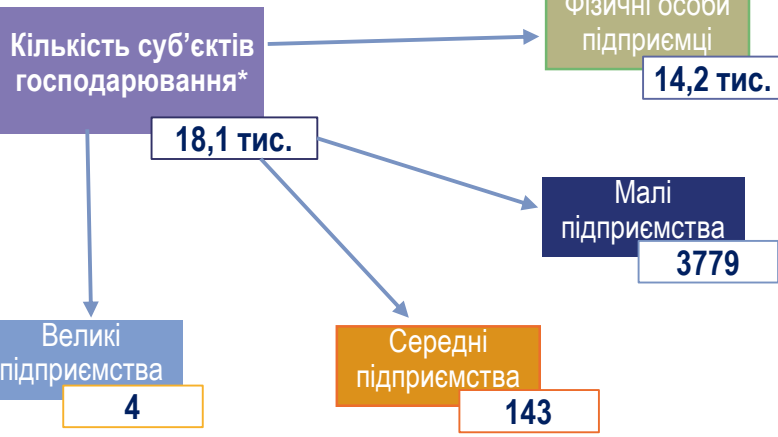 Кількість суб’єктів
господарювання*
18,1 тис.
Фізичні особи
підприємці
14,2 тис.
Малі
підприємства
3779
Великі
підприємства
4
Середні
підприємства
143